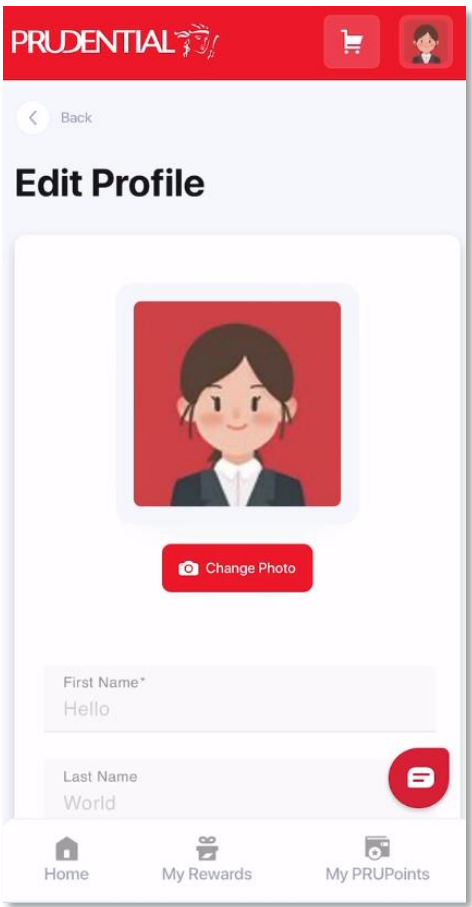 PRUDENTIAL
Back
Edit Profile
Change Photo
First Name*
Hello
Last Name
World
Home
My Rewards
My PRUPoints